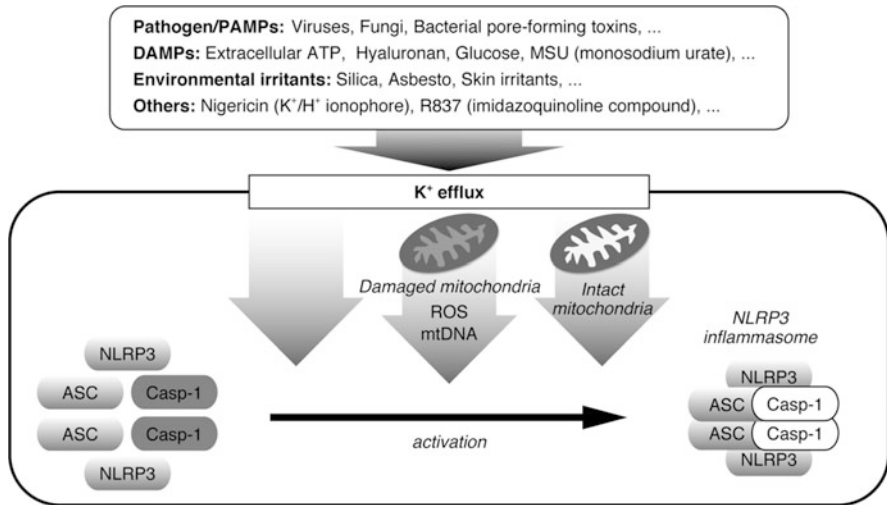 Pathogen/PAMPs: Viruses, Fungi, Bacterial pore-forming toxins, ...
DAMPs: Extracellular ATP, Hyaluronan, Glucose, MSU (monosodium urate), ...
Environmental irritants: Silica, Asbesto, Skin irritants, ...
Others: Nigericin (K⁺/H⁺ ionophore), R837 (imidazoquinoline compound), ...
K⁺ efflux
Damaged mitochondria
ROS
mtDNA
Intact
mitochondria
NLRP3
ASC Casp-1
ASC Casp-1
NLRP3
activation
NLRP3
inflammasome
NLRP3
ASC Casp-1
ASC Casp-1
NLRP3